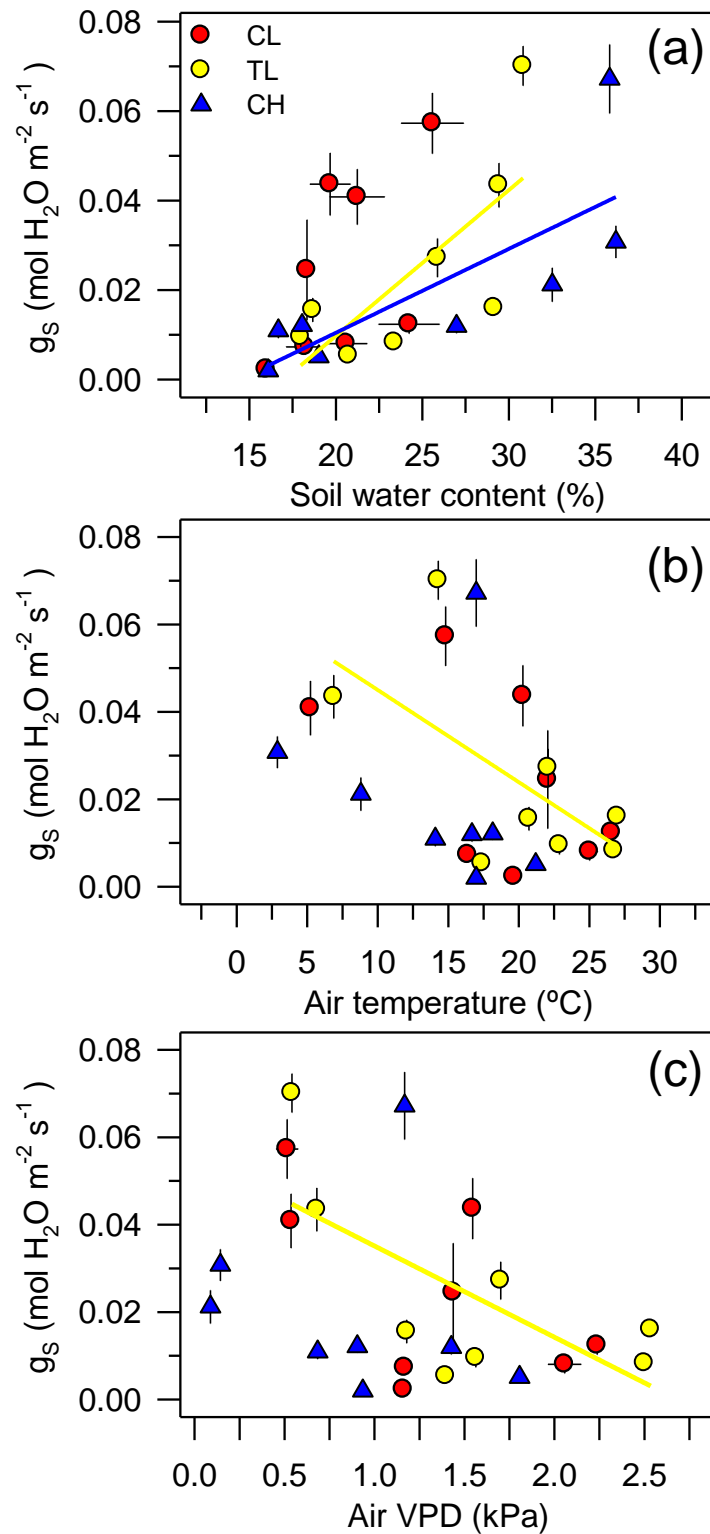 0.08
(a)
CL
TL
CH
0.06
0.04
0.02
0.00
g_S (mol H₂O m⁻² s⁻¹)
15 20 25 30 35 40
Soil water content (%)
0.08
(b)
0.06
0.04
0.02
0.00
g_S (mol H₂O m⁻² s⁻¹)
0 5 10 15 20 25 30
Air temperature (ºC)
0.08
(c)
0.06
0.04
0.02
0.00
g_S (mol H₂O m⁻² s⁻¹)
0.0 0.5 1.0 1.5 2.0 2.5
Air VPD (kPa)